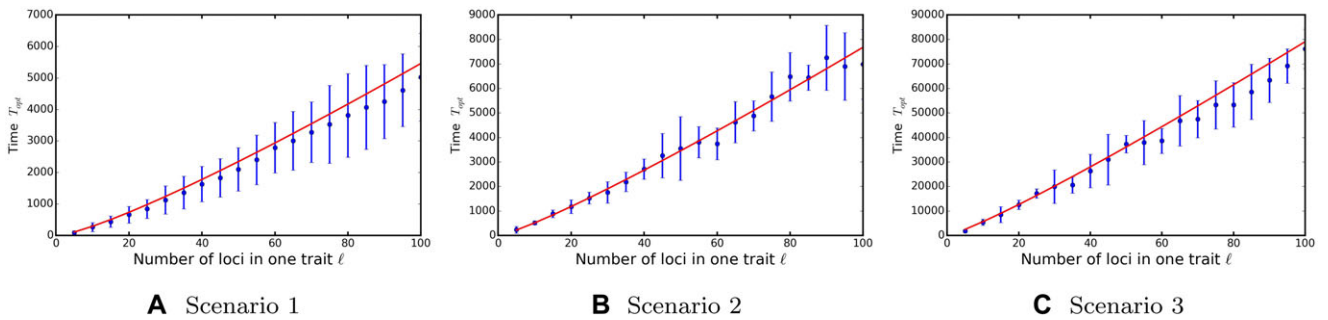 7000
6000
5000
4000
3000
2000
1000
0
Time T_opt
0 20 40 60 80 100
Number of loci in one trait ℓ
A Scenario 1
9000
8000
7000
6000
5000
4000
3000
2000
1000
0
Time T_opt
0 20 40 60 80 100
Number of loci in one trait ℓ
B Scenario 2
90000
80000
70000
60000
50000
40000
30000
20000
10000
0
Time T_opt
0 20 40 60 80 100
Number of loci in one trait ℓ
C Scenario 3